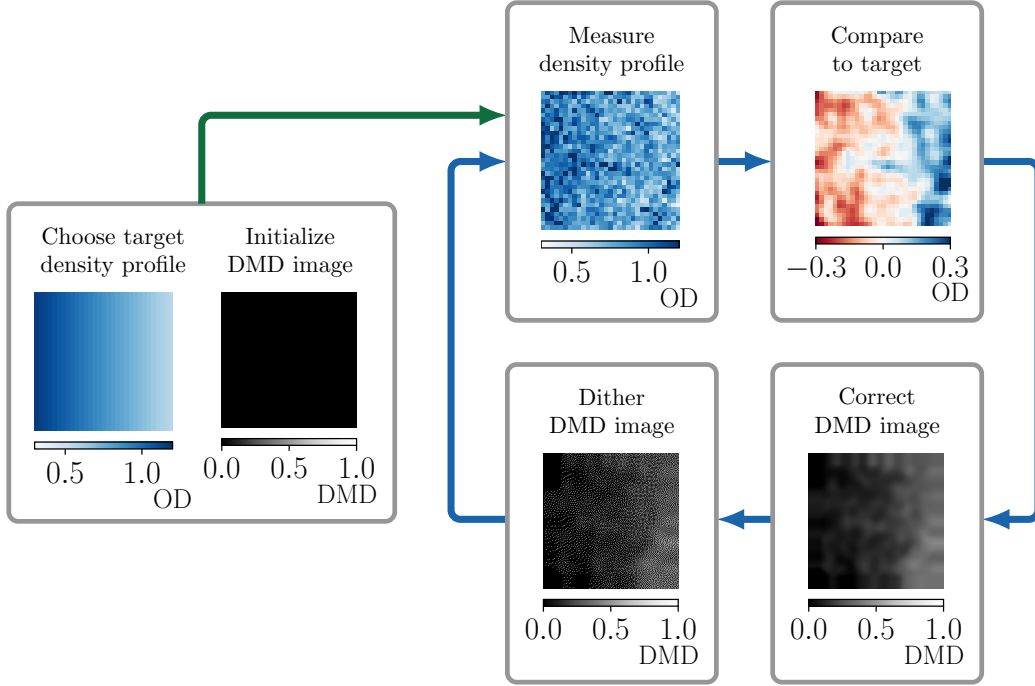 Measure
density profile
0.5 1.0
OD
Compare
to target
−0.3 0.0 0.3
OD
Choose target
density profile
0.5 1.0
OD
Initialize
DMD image
0.0 0.5 1.0
DMD
Dither
DMD image
0.0 0.5 1.0
DMD
Correct
DMD image
0.0 0.5 1.0
DMD